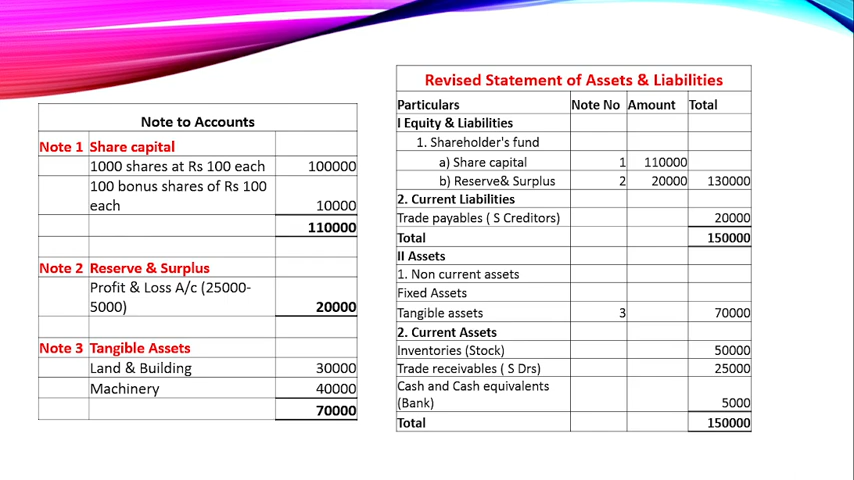 Note to Accounts
Note 1 Share capital
1000 shares at Rs 100 each 100000
100 bonus shares of Rs 100
each 10000
110000
Note 2 Reserve & Surplus
Profit & Loss A/c (25000-
5000) 20000
Note 3 Tangible Assets
Land & Building 30000
Machinery 40000
70000
Revised Statement of Assets & Liabilities
Particulars Note No Amount Total
I Equity & Liabilities
1. Shareholder's fund
a) Share capital 1 110000
b) Reserve& Surplus 2 20000 130000
2. Current Liabilities
Trade payables ( S Creditors) 20000
Total 150000
II Assets
1. Non current assets
Fixed Assets
Tangible assets 3 70000
2. Current Assets
Inventories (Stock) 50000
Trade receivables ( S Drs) 25000
Cash and Cash equivalents
(Bank) 5000
Total 150000